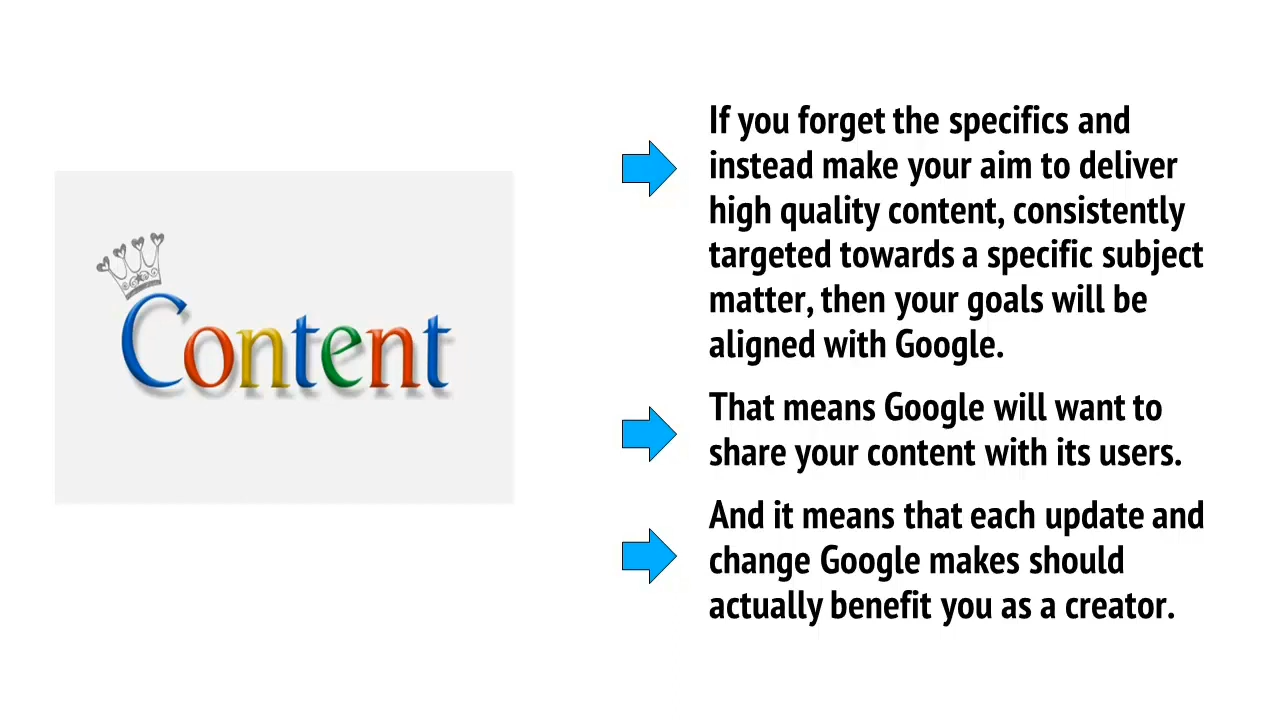 Content
If you forget the specifics and
instead make your aim to deliver
high quality content, consistently
targeted towards a specific subject
matter, then your goals will be
aligned with Google.
That means Google will want to
share your content with its users.
And it means that each update and
change Google makes should
actually benefit you as a creator.